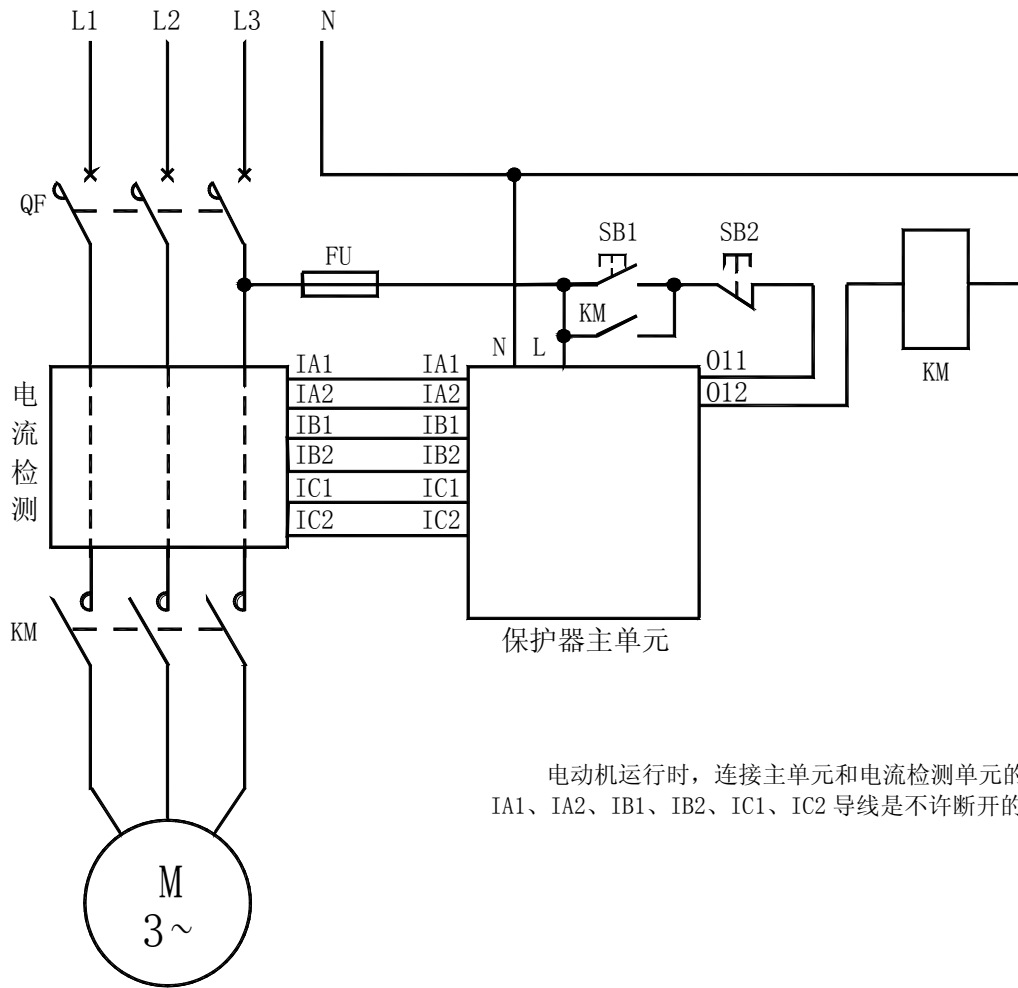 L1 L2 L3 N
QF
FU
SB1 SB2
KM
N L
KM
O11
O12
IA1 IA1
IA2 IA2
IB1 IB1
IB2 IB2
IC1 IC1
IC2 IC2
电流检测
KM
保护器主单元
电动机运行时，连接主单元和电流检测单元的
IA1、IA2、IB1、IB2、IC1、IC2 导线是不许断开的
M
3~